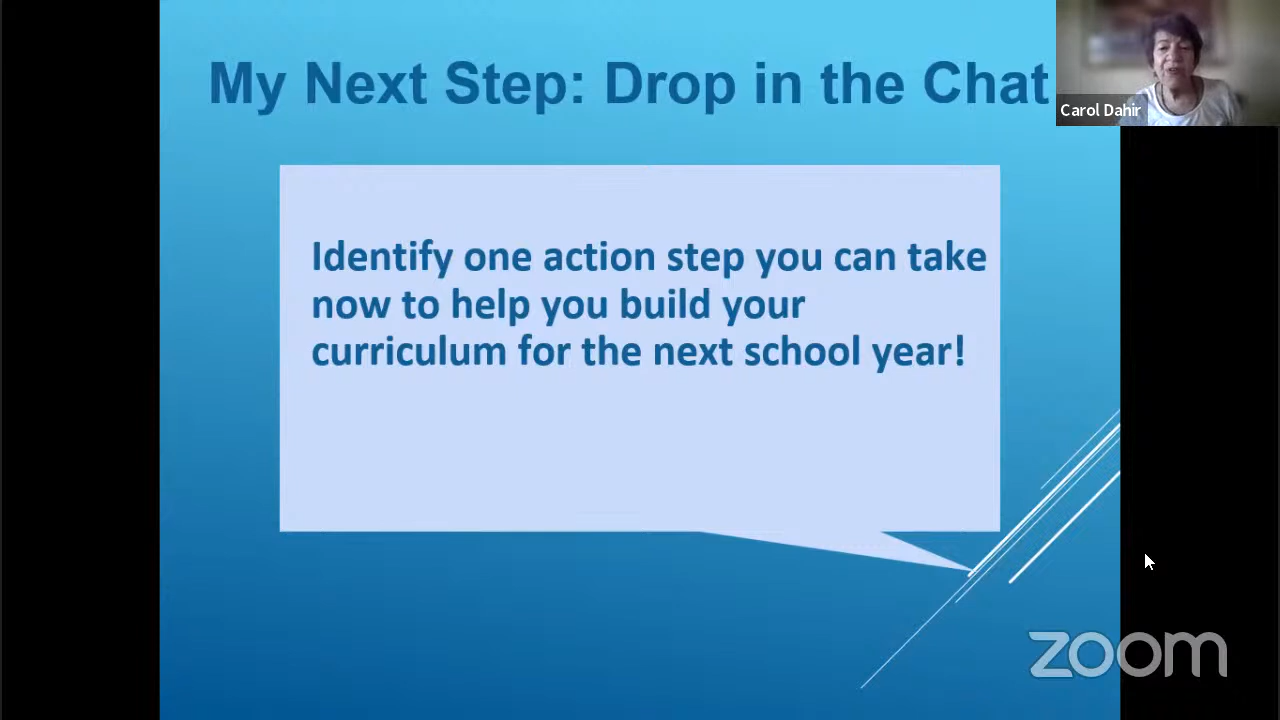 My Next Step: Drop in the Chat
Carol Dahir
Identify one action step you can take
now to help you build your
curriculum for the next school year!
zoom